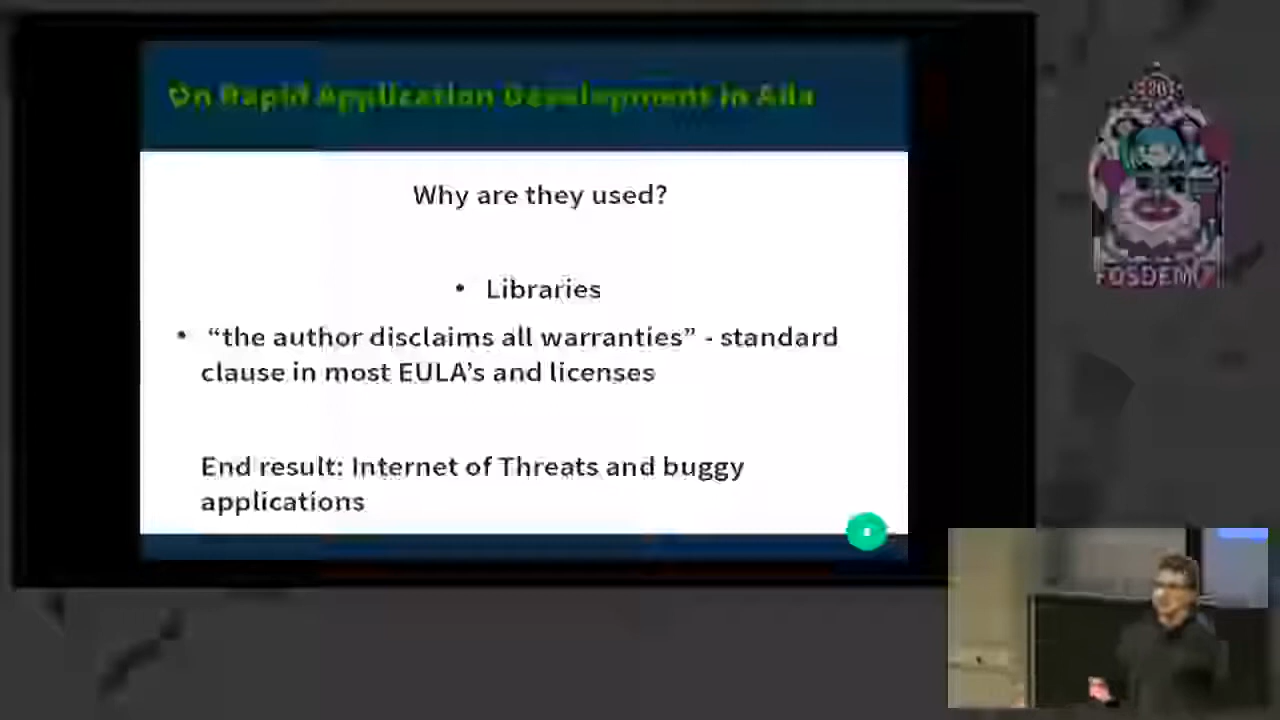 On Rapid Application Development in Ada
Why are they used?
• Libraries
• “the author disclaims all warranties” - standard
clause in most EULA’s and licenses
End result: Internet of Threats and buggy
applications
FOSDEM